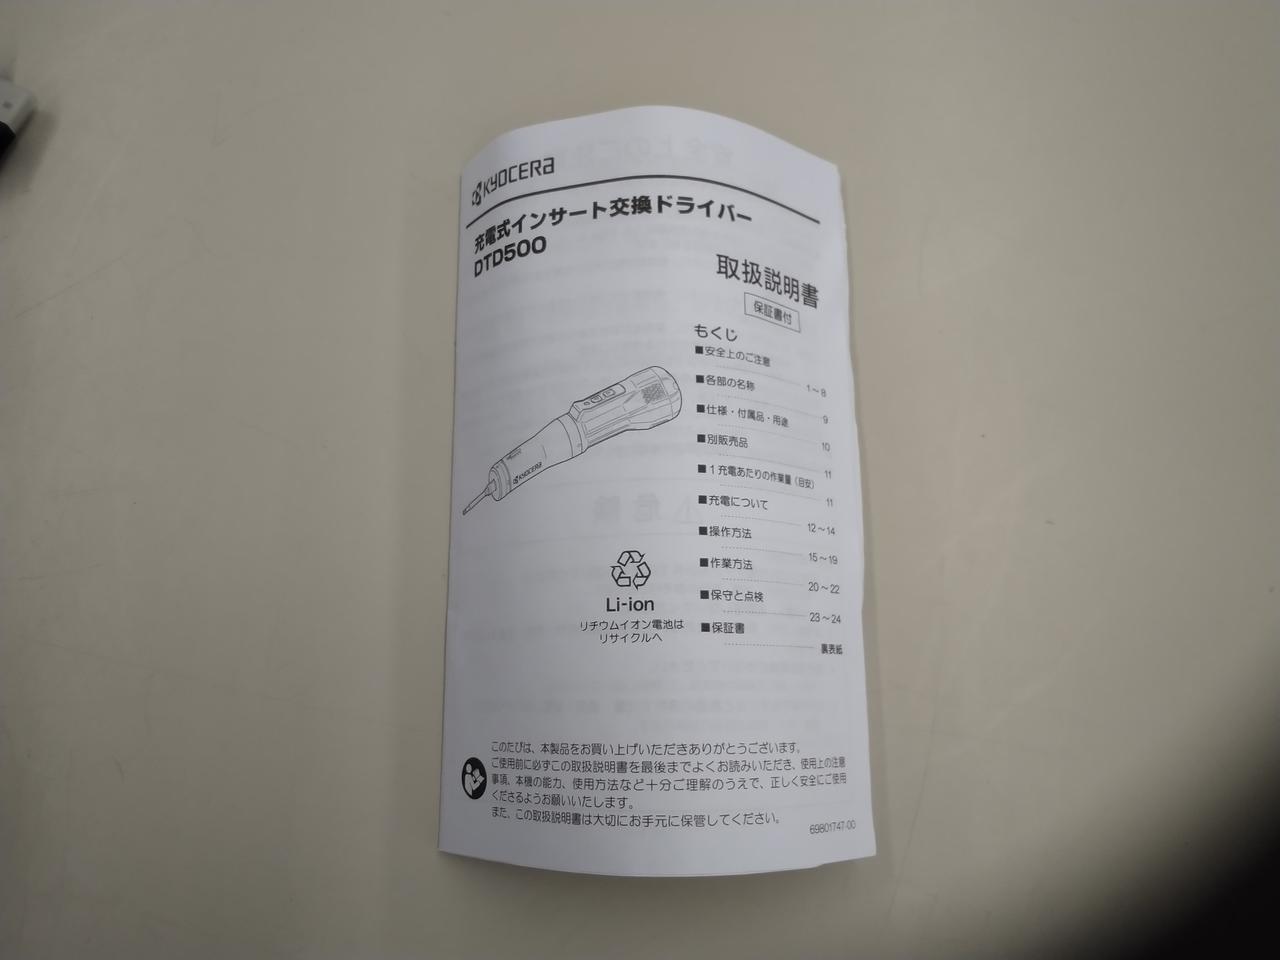 KYOCERA
充電式インサート交換ドライバー
DTD500
取扱説明書
保証書付
もくじ
■安全上のご注意 1～8
■各部の名称 9
■仕様・付属品・用途 10
■別販売品 11
■1充電あたりの作業量（目安） 11
■充電について 12～14
■操作方法 15～19
■作業方法 20～22
■保守と点検 23～24
■保証書 裏表紙
KYOCERA
Li-ion
リチウムイオン電池は
リサイクルへ
このたびは、本製品をお買い上げいただきありがとうございます。
ご使用前に必ずこの取扱説明書を最後までよくお読みいただき、使用上の注意
事項、本機の能力、使用方法など十分ご理解のうえで、正しく安全にご使用
くださるようお願いいたします。
また、この取扱説明書は大切にお手元に保管してください。
69801747-00